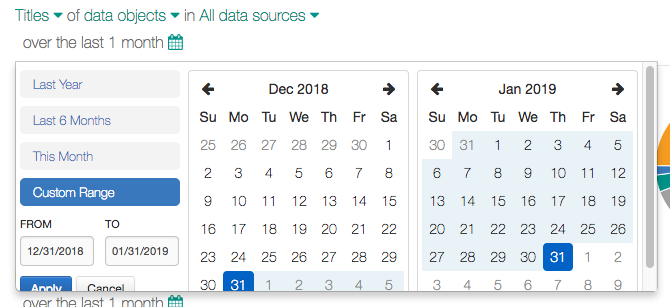 Titles of data objects in All data sources
over the last 1 month
Last Year
Last 6 Months
This Month
Custom Range
FROM TO
12/31/2018 01/31/2019
Apply Cancel
Dec 2018
Su Mo Tu We Th Fr Sa
25 26 27 28 29 30 1
2 3 4 5 6 7 8
9 10 11 12 13 14 15
16 17 18 19 20 21 22
23 24 25 26 27 28 29
30 31 1 2 3 4 5
Jan 2019
Su Mo Tu We Th Fr Sa
30 31 1 2 3 4 5
6 7 8 9 10 11 12
13 14 15 16 17 18 19
20 21 22 23 24 25 26
27 28 29 30 31 1 2
3 4 5 6 7 8 9
over the last 1 month